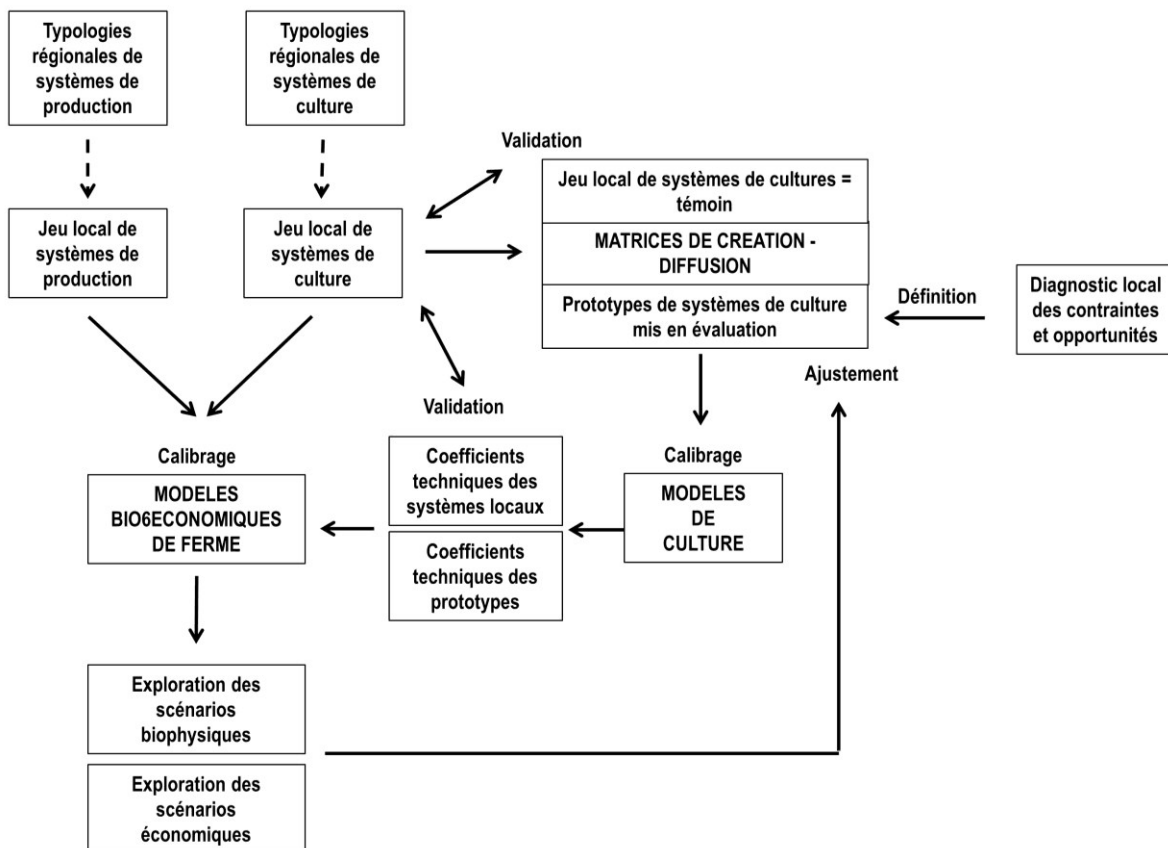 Typologies
régionales de
systèmes de
production
Typologies
régionales de
systèmes de
culture
Validation
Jeu local de systèmes de cultures =
témoin
MATRICES DE CREATION -
DIFFUSION
Prototypes de systèmes de culture
mis en évaluation
Jeu local de
systèmes de
production
Jeu local de
systèmes de
culture
Définition
Diagnostic local
des contraintes
et opportunités
Ajustement
Validation
Calibrage
MODELES
BIO6ECONOMIQUES
DE FERME
Coefficients
techniques des
systèmes locaux
Coefficients
techniques des
prototypes
Calibrage
MODELES
DE
CULTURE
Exploration des
scénarios
biophysiques
Exploration des
scénarios
économiques